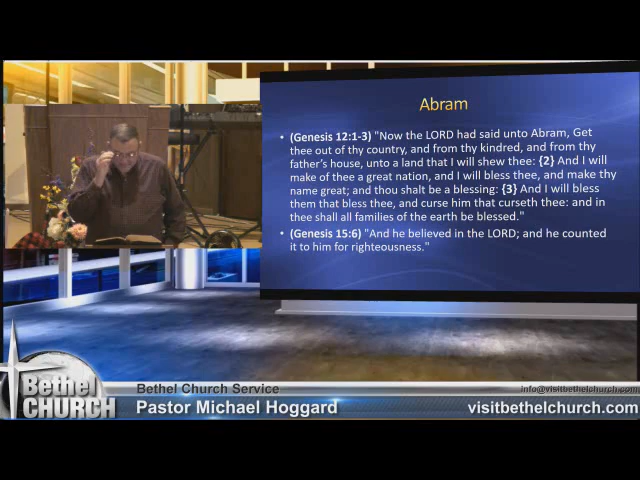 Abram
• (Genesis 12:1-3) "Now the LORD had said unto Abram, Get
thee out of thy country, and from thy kindred, and from thy
father's house, unto a land that I will shew thee: {2} And I will
make of thee a great nation, and I will bless thee, and make thy
name great; and thou shalt be a blessing: {3} And I will bless
them that bless thee, and curse him that curseth thee: and in
thee shall all families of the earth be blessed."
• (Genesis 15:6) "And he believed in the LORD; and he counted
it to him for righteousness."
Bethel
CHURCH
Bethel Church Service
info@visitbethelchurch.com
Pastor Michael Hoggard
visitbethelchurch.com